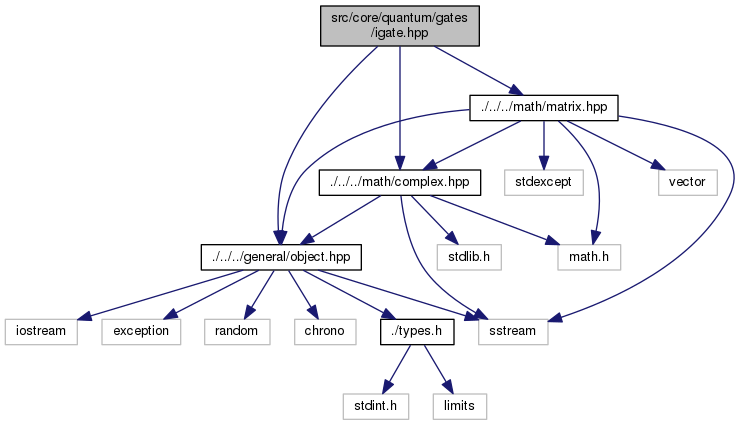 src/core/quantum/gates
/igate.hpp
./../../math/matrix.hpp
./../../math/complex.hpp
stdexcept
vector
./../../general/object.hpp
stdlib.h
math.h
iostream
exception
random
chrono
./types.h
sstream
stdint.h
limits